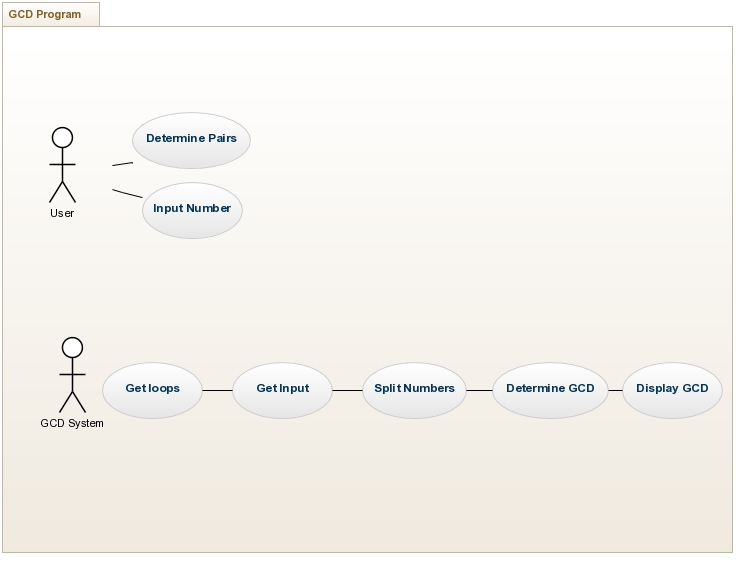 GCD Program
Determine Pairs
Input Number
User
Get loops
Get Input
Split Numbers
Determine GCD
Display GCD
GCD System